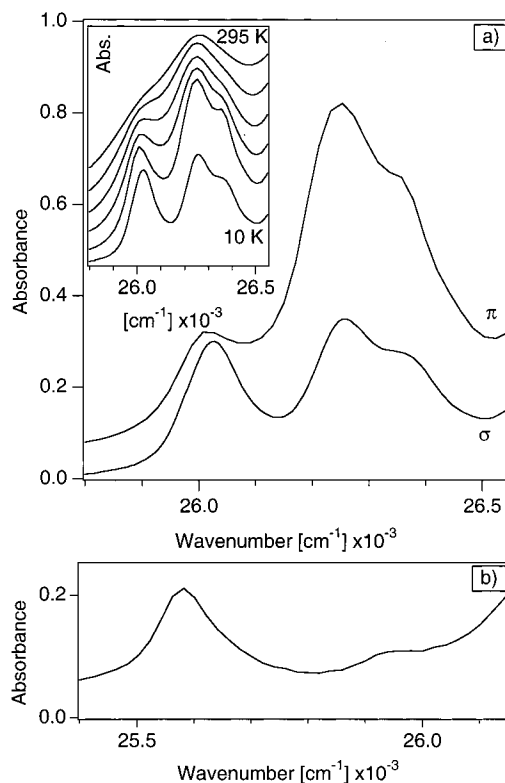 1.0
a)
295 K
Abs.
0.8
0.6
10 K
26.0 26.5
[cm⁻¹] x10⁻³
Absorbance
0.4
π
0.2
σ
0.0
26.0 26.5
Wavenumber [cm⁻¹] x10⁻³
b)
0.2
Absorbance
0.0
25.5 26.0
Wavenumber [cm⁻¹] x10⁻³